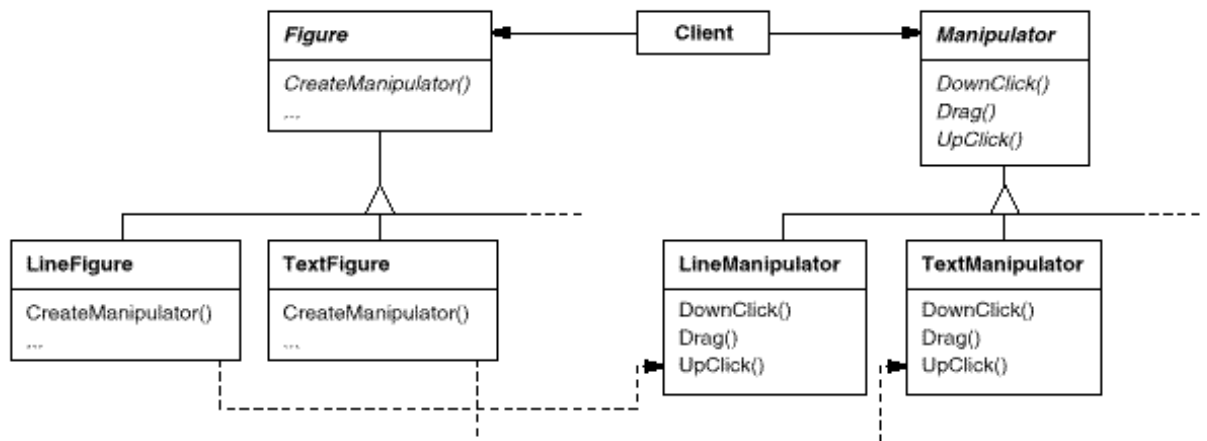 Figure
CreateManipulator()
...
Client
Manipulator
DownClick()
Drag()
UpClick()
LineFigure
CreateManipulator()
...
TextFigure
CreateManipulator()
...
LineManipulator
DownClick()
Drag()
UpClick()
TextManipulator
DownClick()
Drag()
UpClick()